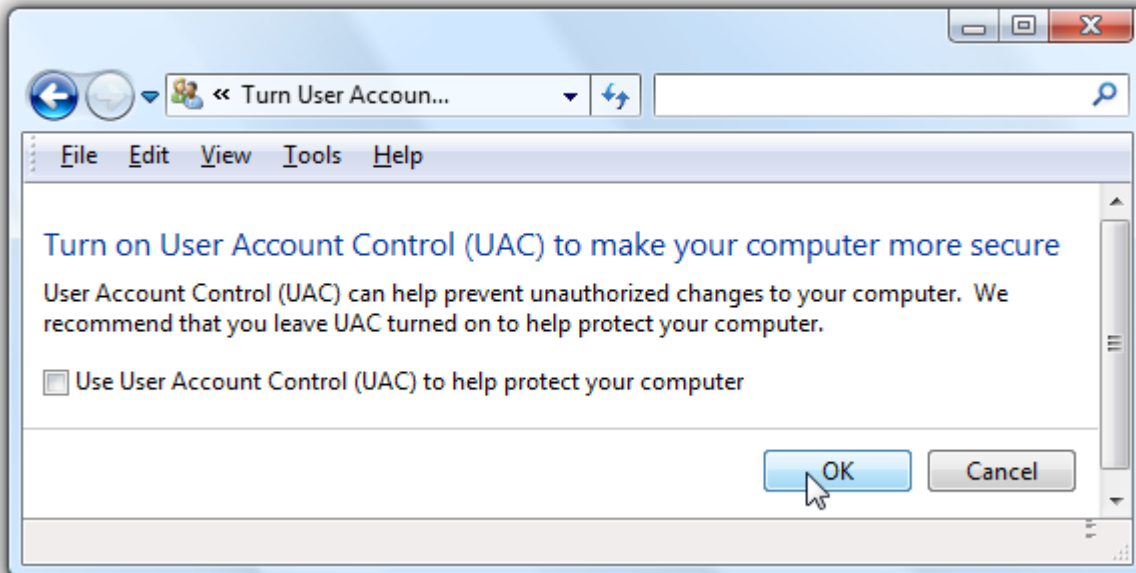 « Turn User Accoun...
File Edit View Tools Help
Turn on User Account Control (UAC) to make your computer more secure
User Account Control (UAC) can help prevent unauthorized changes to your computer.  We
recommend that you leave UAC turned on to help protect your computer.
Use User Account Control (UAC) to help protect your computer
OK Cancel